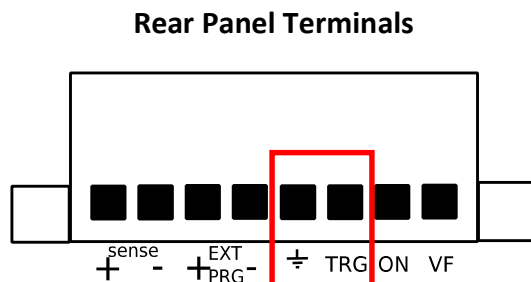 Rear Panel Terminals
sense EXT
+ - + PRG - TRG ON VF